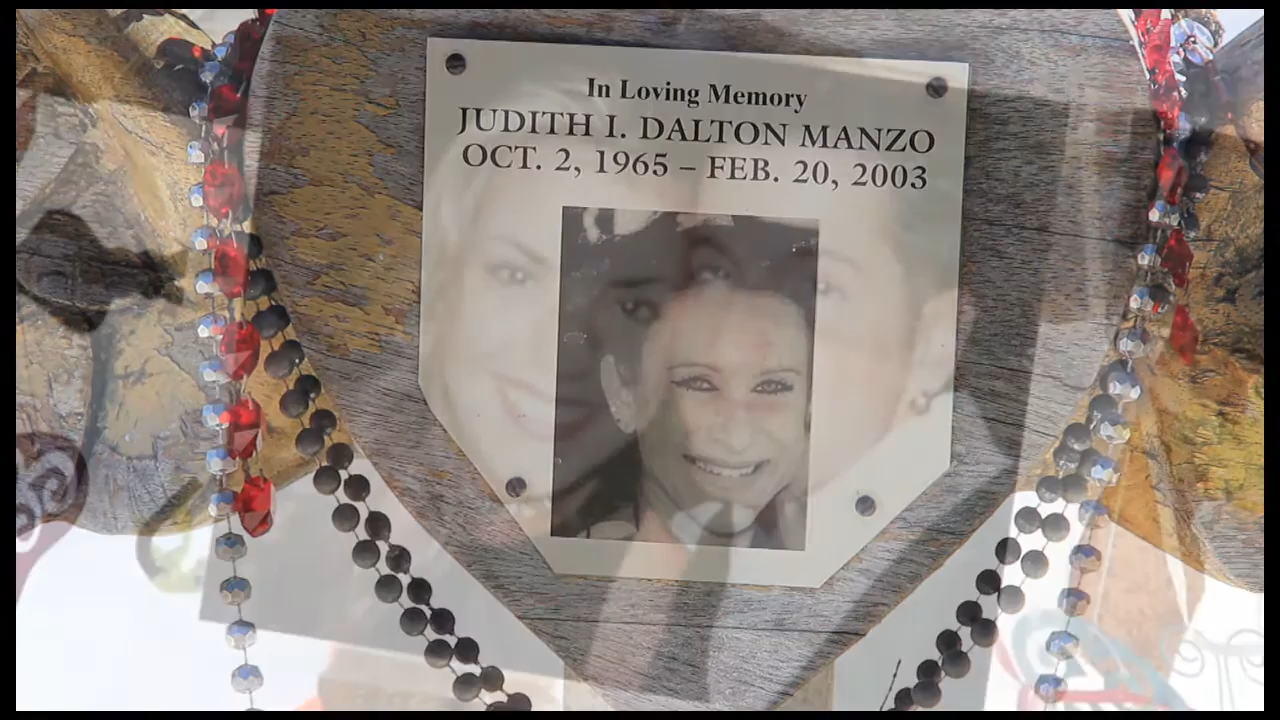 In Loving Memory
JUDITH I. DALTON MANZO
OCT. 2, 1965 – FEB. 20, 2003